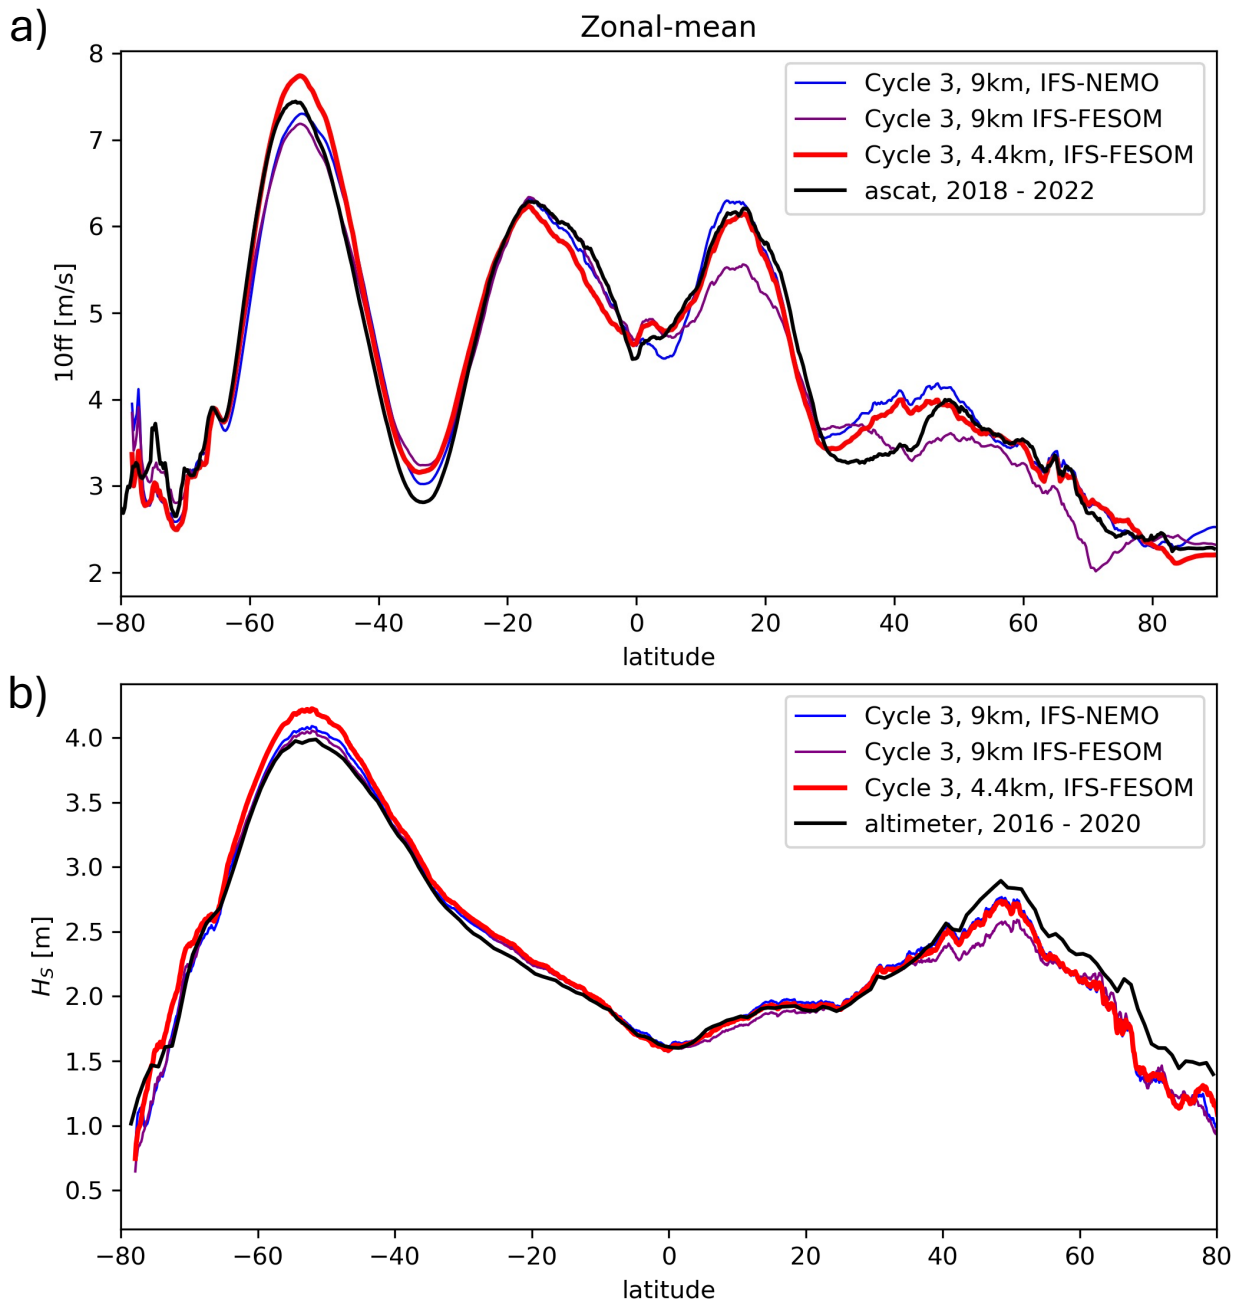 a)
Zonal-mean
8
7
6
5
4
3
2
10ff [m/s]
Cycle 3, 9km, IFS-NEMO
Cycle 3, 9km IFS-FESOM
Cycle 3, 4.4km, IFS-FESOM
ascat, 2018 - 2022
−80 −60 −40 −20 0 20 40 60 80
latitude
b)
4.0
3.5
3.0
2.5
2.0
1.5
1.0
0.5
H_S [m]
Cycle 3, 9km, IFS-NEMO
Cycle 3, 9km IFS-FESOM
Cycle 3, 4.4km, IFS-FESOM
altimeter, 2016 - 2020
−80 −60 −40 −20 0 20 40 60 80
latitude